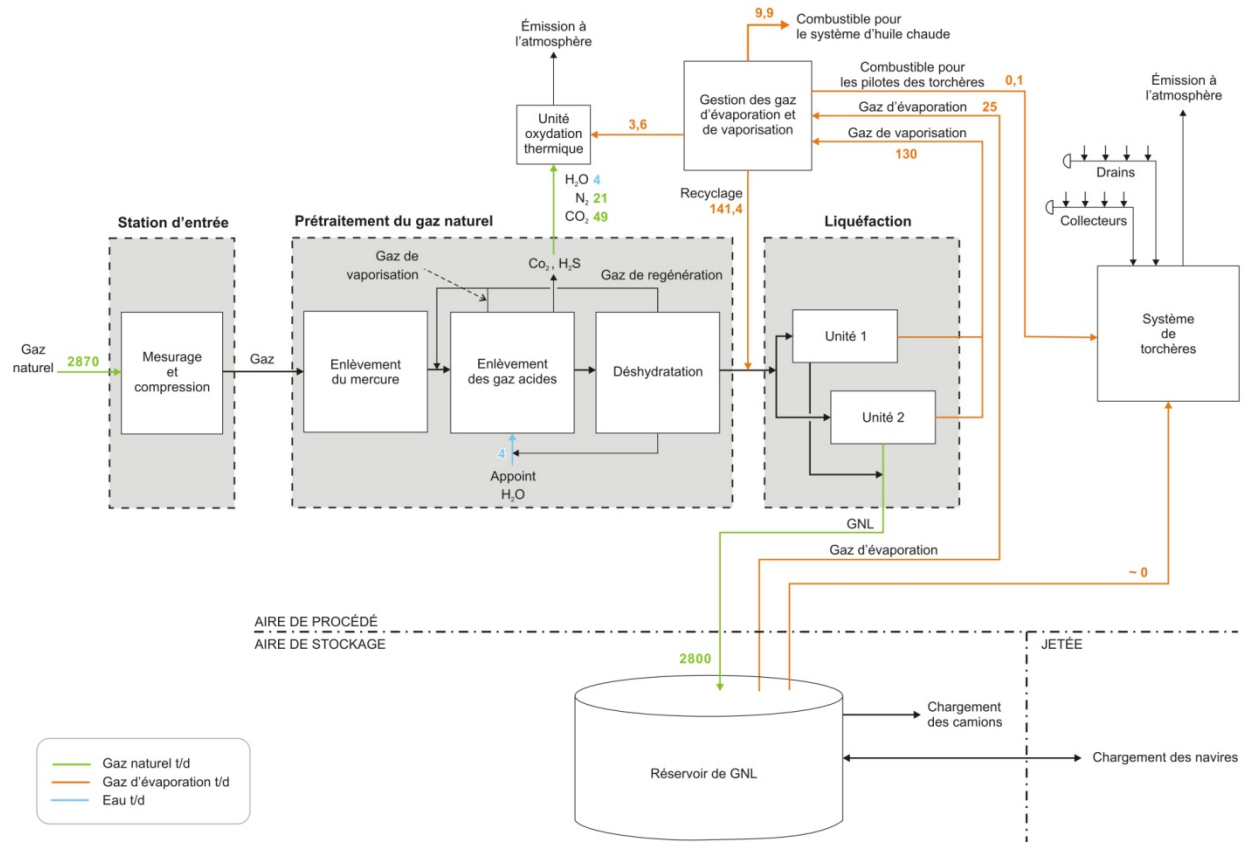 9,9
Combustible pour
le système d'huile chaude
Émission à
l'atmosphère
Combustible pour
les pilotes des torchères
0,1
Émission à
l'atmosphère
Gestion des gaz
d'évaporation et
de vaporisation
Gaz d'évaporation
25
Unité
oxydation
thermique
3,6
Gaz de vaporisation
130
Drains
H₂O 4
N₂ 21
CO₂ 49
Recyclage
141,4
Collecteurs
Station d'entrée
Prétraitement du gaz naturel
Liquéfaction
Gaz de
vaporisation
Co₂ , H₂S
Gaz de regénération
Gaz
naturel
2870
Mesurage
et
compression
Gaz
Enlèvement
du mercure
Enlèvement
des gaz acides
Déshydratation
Unité 1
Unité 2
Système
de
torchères
4
Appoint
H₂O
GNL
Gaz d'évaporation
~ 0
AIRE DE PROCÉDÉ
AIRE DE STOCKAGE
JETÉE
2800
Chargement
des camions
Réservoir de GNL
Chargement des navires
Gaz naturel t/d
Gaz d'évaporation t/d
Eau t/d